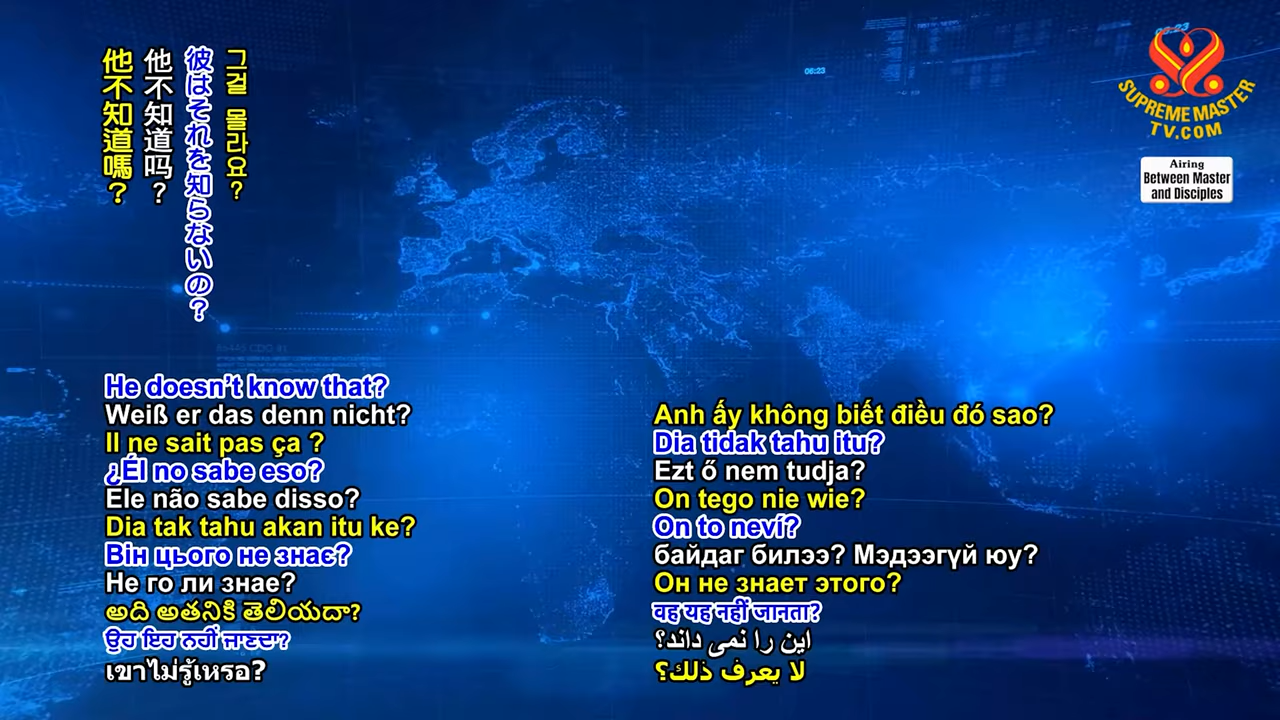 他不知道嗎？
他不知道吗？
彼はそれを知らないの？
그걸 몰라요?
06:23
SUPREME MASTER
TV.COM
Airing
Between Master
and Disciples
He doesn't know that?
Weiß er das denn nicht?
Il ne sait pas ça ?
¿Él no sabe eso?
Ele não sabe disso?
Dia tak tahu akan itu ke?
Він цього не знає?
Не го ли знае?
అది అతనికి తెలియదా?
ਉਹ ਇਹ ਨਹੀਂ ਜਾਣਦਾ?
เขาไม่รู้เหรอ?
Anh ấy không biết điều đó sao?
Dia tidak tahu itu?
Ezt ő nem tudja?
On tego nie wie?
On to neví?
байдаг билээ? Мэдээгүй юу?
Он не знает этого?
वह यह नहीं जानता?
این را نمی داند؟
لا يعرف ذلك؟